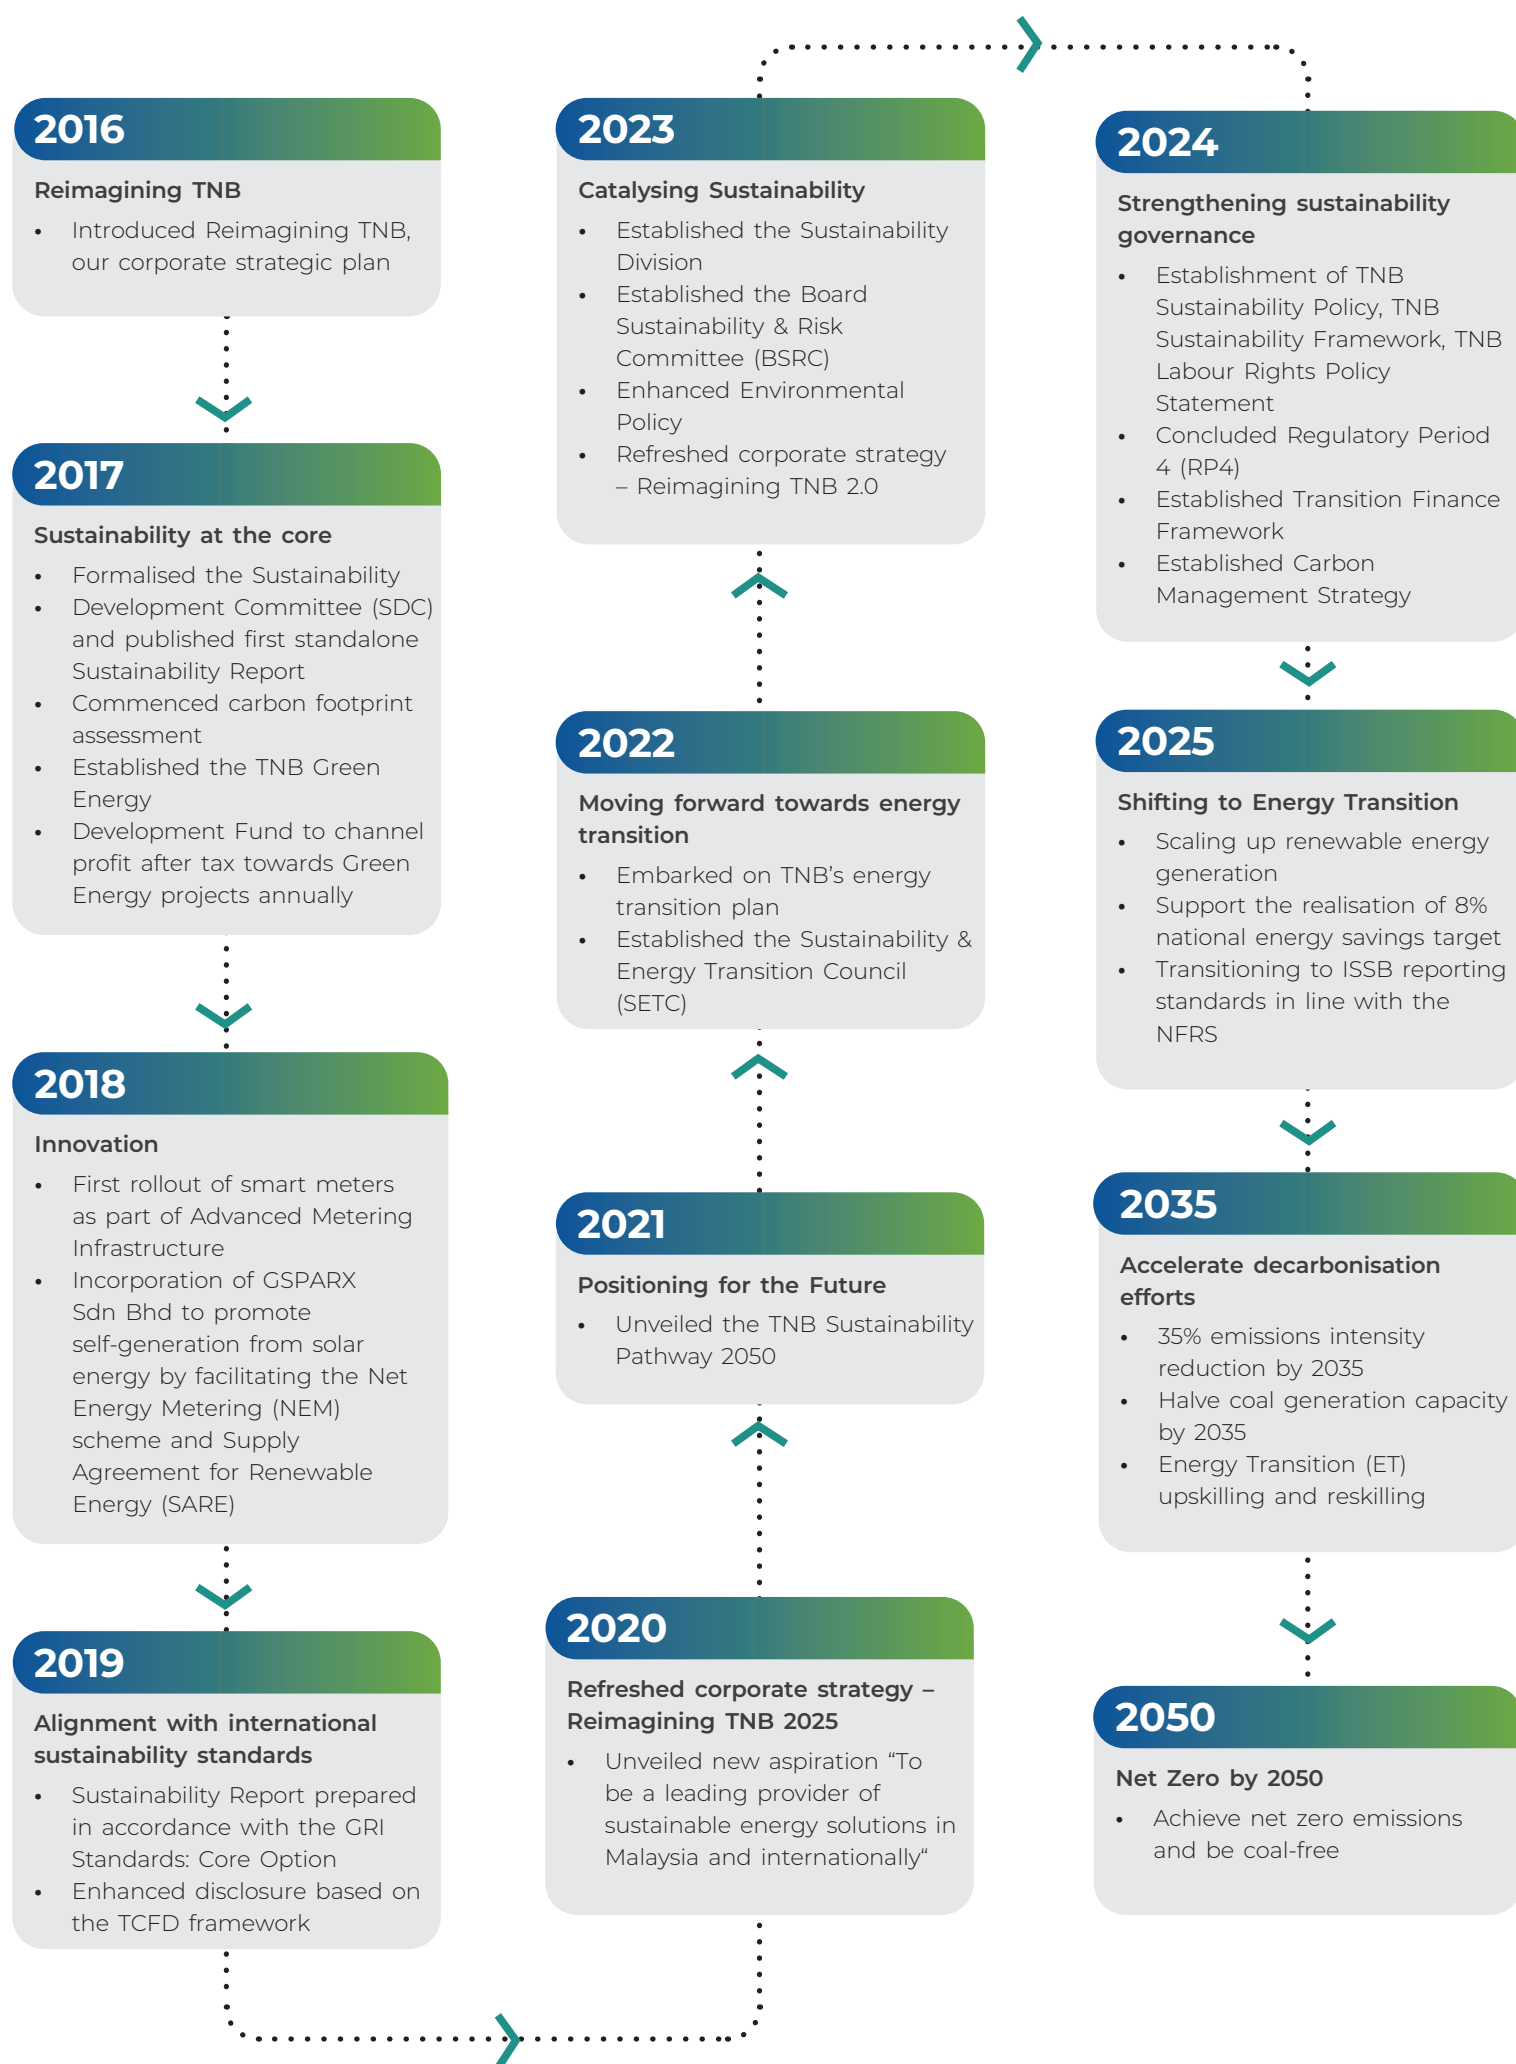 2016
Reimagining TNB
• Introduced Reimagining TNB,
our corporate strategic plan
2017
Sustainability at the core
• Formalised the Sustainability
• Development Committee (SDC)
and published first standalone
Sustainability Report
• Commenced carbon footprint
assessment
• Established the TNB Green
Energy
• Development Fund to channel
profit after tax towards Green
Energy projects annually
2018
Innovation
• First rollout of smart meters
as part of Advanced Metering
Infrastructure
• Incorporation of GSPARX
Sdn Bhd to promote
self-generation from solar
energy by facilitating the Net
Energy Metering (NEM)
scheme and Supply
Agreement for Renewable
Energy (SARE)
2019
Alignment with international
sustainability standards
• Sustainability Report prepared
in accordance with the GRI
Standards: Core Option
• Enhanced disclosure based on
the TCFD framework
2020
Refreshed corporate strategy –
Reimagining TNB 2025
• Unveiled new aspiration “To
be a leading provider of
sustainable energy solutions in
Malaysia and internationally“
2021
Positioning for the Future
• Unveiled the TNB Sustainability
Pathway 2050
2022
Moving forward towards energy
transition
• Embarked on TNB’s energy
transition plan
• Established the Sustainability &
Energy Transition Council
(SETC)
2023
Catalysing Sustainability
• Established the Sustainability
Division
• Established the Board
Sustainability & Risk
Committee (BSRC)
• Enhanced Environmental
Policy
• Refreshed corporate strategy
– Reimagining TNB 2.0
2024
Strengthening sustainability
governance
• Establishment of TNB
Sustainability Policy, TNB
Sustainability Framework, TNB
Labour Rights Policy
Statement
• Concluded Regulatory Period
4 (RP4)
• Established Transition Finance
Framework
• Established Carbon
Management Strategy
2025
Shifting to Energy Transition
• Scaling up renewable energy
generation
• Support the realisation of 8%
national energy savings target
• Transitioning to ISSB reporting
standards in line with the
NFRS
2035
Accelerate decarbonisation
efforts
• 35% emissions intensity
reduction by 2035
• Halve coal generation capacity
by 2035
• Energy Transition (ET)
upskilling and reskilling
2050
Net Zero by 2050
• Achieve net zero emissions
and be coal-free